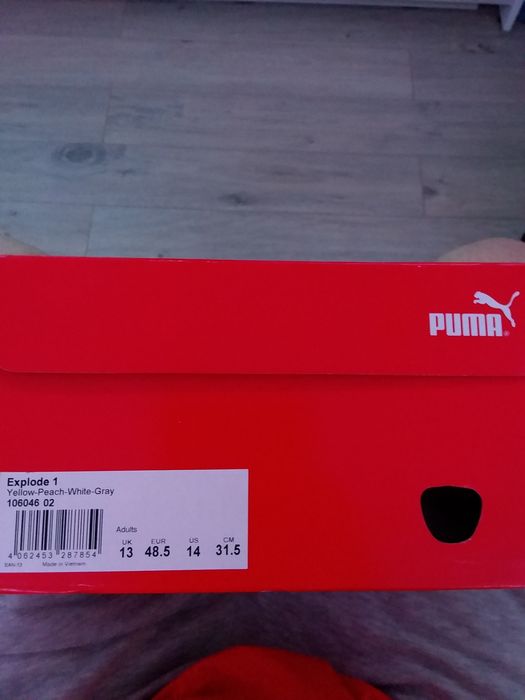 PUMA
Explode 1
Yellow-Peach-White-Gray
106046 02
Adults
UK EUR US CM
13 48.5 14 31.5
4 062453 287854
EAN-13 Made in Vietnam